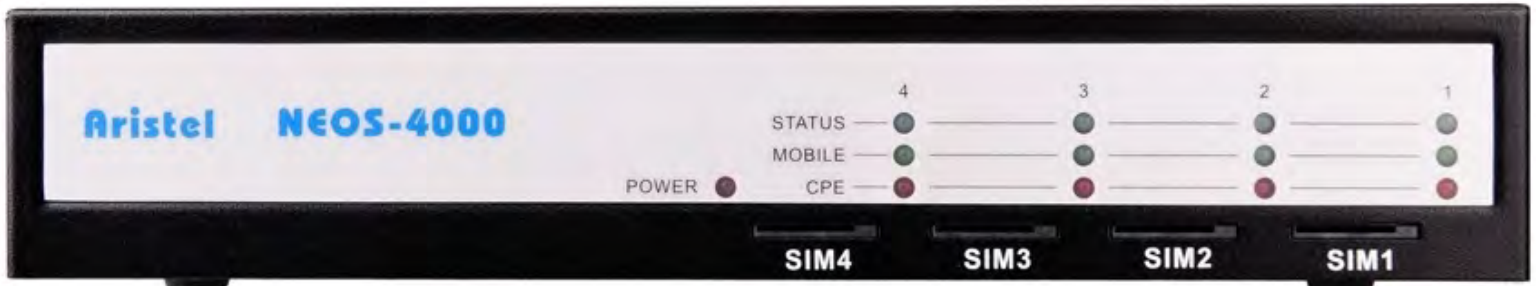 Aristel NEOS-4000
4 3 2 1
STATUS
MOBILE
POWER CPE
SIM4 SIM3 SIM2 SIM1